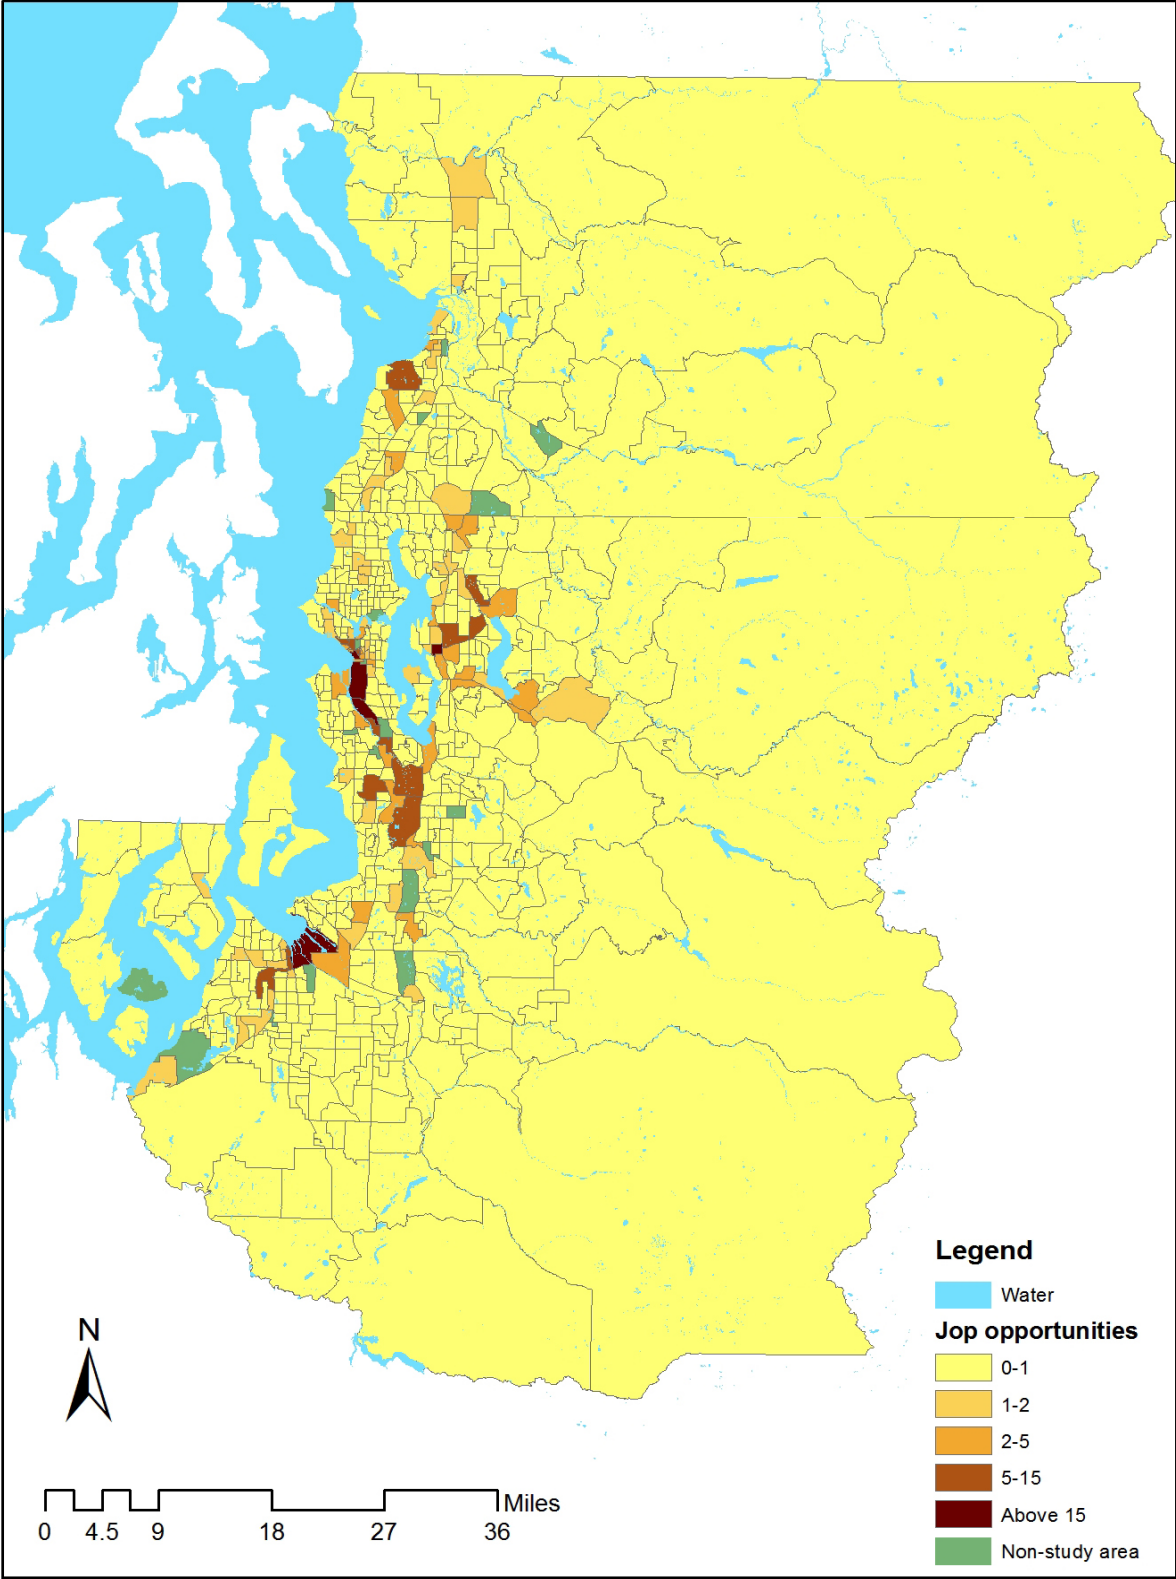 Legend
Water
Jop opportunities
0-1
1-2
2-5
5-15
Above 15
Non-study area
N
Miles
0 4.5 9 18 27 36